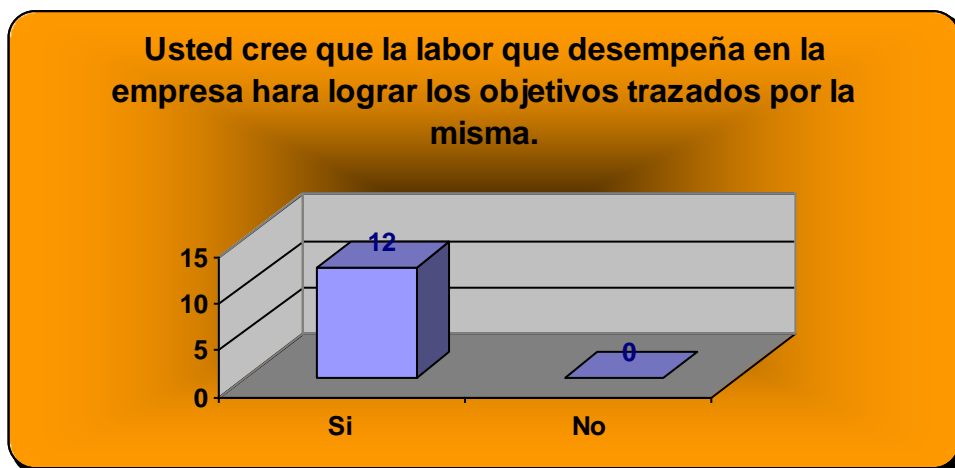 Usted cree que la labor que desempeña en la
empresa hara lograr los objetivos trazados por la
misma.
12
15
10
5
0
0
Si
No